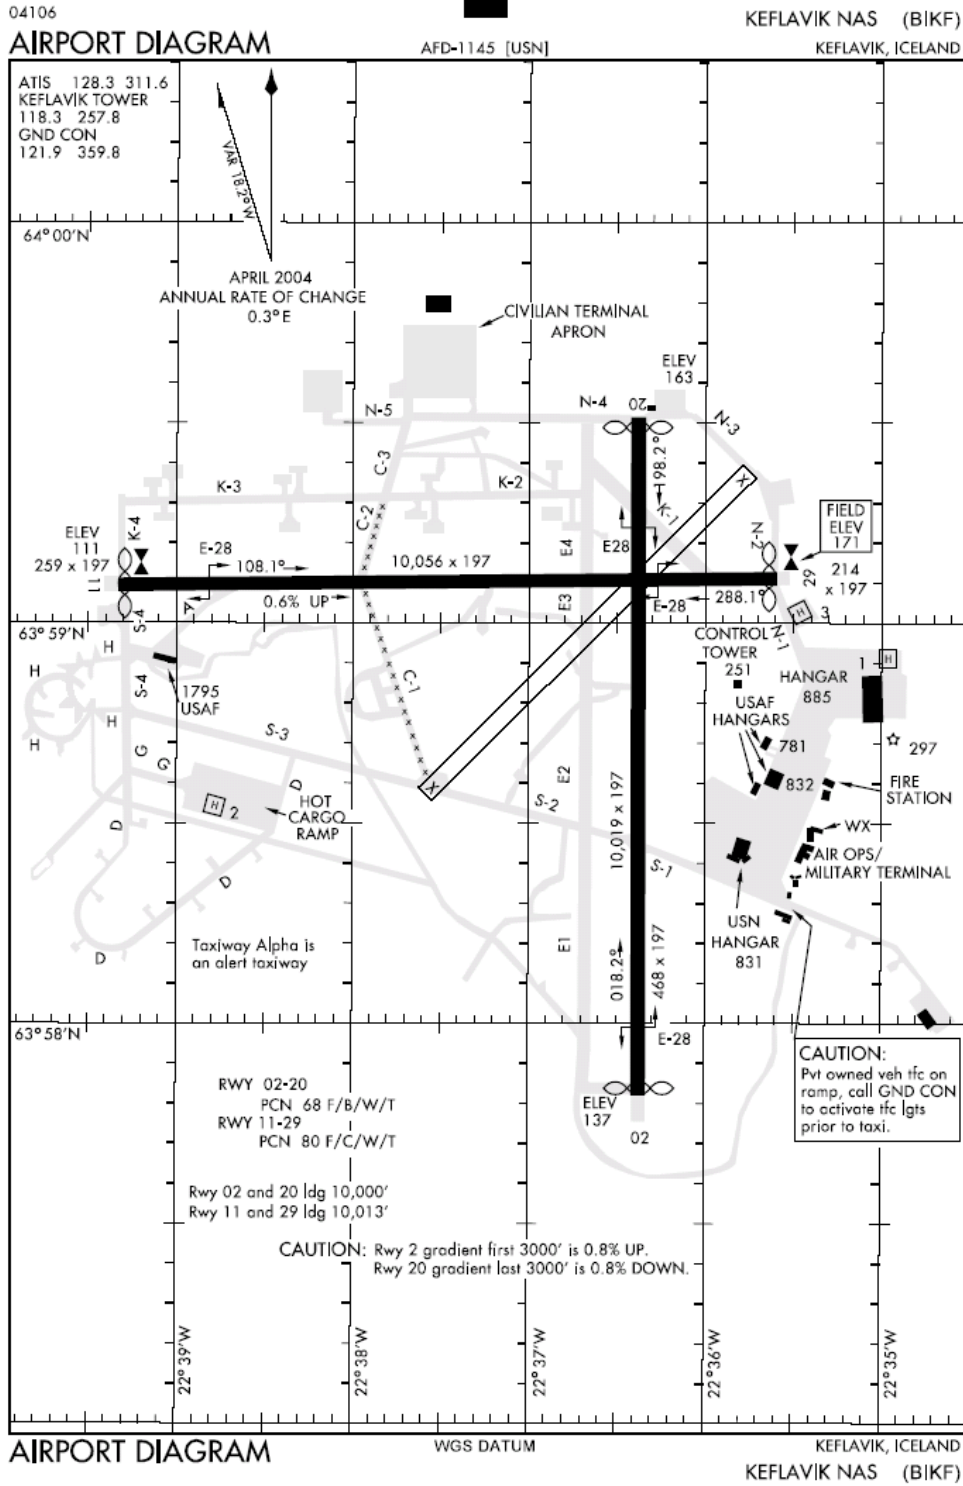 04106
KEFLAVIK NAS (BIKF)
AIRPORT DIAGRAM
AFD-1145 [USN]
KEFLAVIK, ICELAND
ATIS 128.3 311.6
KEFLAVIK TOWER
118.3 257.8
GND CON
121.9 359.8
VAR 18.2° W
64° 00'N
APRIL 2004
ANNUAL RATE OF CHANGE
0.3° E
CIVILIAN TERMINAL
APRON
ELEV
163
N-5
N-4
20
N-3
C-3
198.2°
X
K-3
K-2
C-2
K-1
FIELD
ELEV
171
ELEV
111
259 x 197
K-4
E-28
108.1°
10,056 x 197
E4
E28
N-2
29
214
x 197
11
A
0.6% UP
E3
E-28
288.1°
3
H
S-4
63° 59'N
N-1
CONTROL
TOWER
251
HANGAR
885
1
H
H
H
H
H
S-4
1795
USAF
C-1
USAF
HANGARS
781
297
S-3
G
G
E2
832
FIRE
STATION
X
H
2
D
HOT
CARGO
RAMP
S-2
10,019 x 197
WX
D
S-1
AIR OPS/
MILITARY TERMINAL
D
USN
HANGAR
831
E1
Taxiway Alpha is
an alert taxiway
D
018.2°
468 x 197
63° 58'N
E-28
CAUTION:
Pvt owned veh tfc on
ramp, call GND CON
to activate tfc lgts
prior to taxi.
RWY 02-20
PCN 68 F/B/W/T
RWY 11-29
PCN 80 F/C/W/T
ELEV
137
02
Rwy 02 and 20 ldg 10,000'
Rwy 11 and 29 ldg 10,013'
CAUTION: Rwy 2 gradient first 3000' is 0.8% UP.
Rwy 20 gradient last 3000' is 0.8% DOWN.
22° 39'W
22° 38'W
22° 37'W
22° 36'W
22° 35'W
AIRPORT DIAGRAM
WGS DATUM
KEFLAVIK, ICELAND
KEFLAVIK NAS (BIKF)